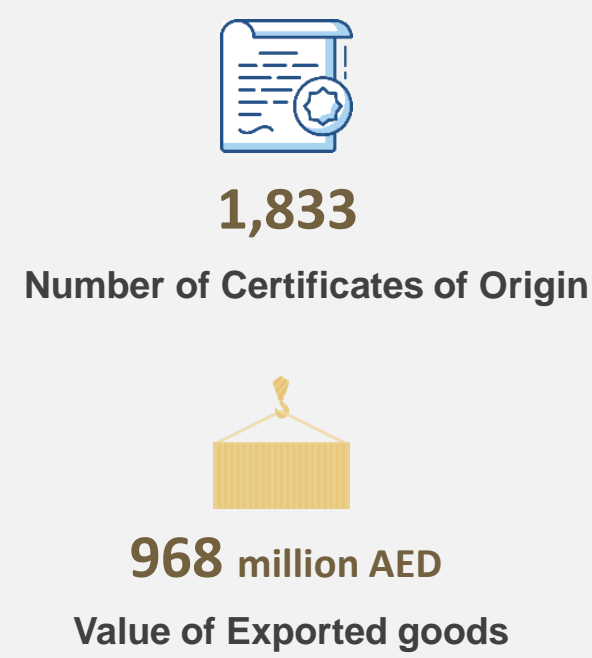 1,833
Number of Certificates of Origin
968 million AED
Value of Exported goods